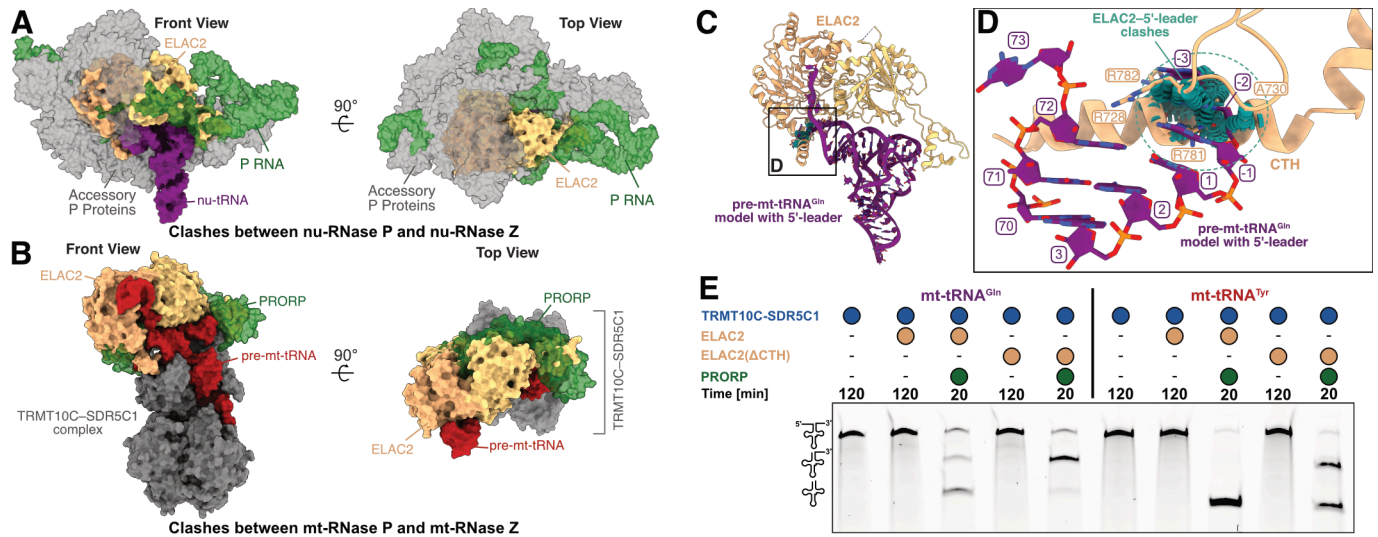 A
Front View
ELAC2
P RNA
Accessory
P Proteins
nu-tRNA
90°
Top View
Accessory
P Proteins
ELAC2
P RNA
Clashes between nu-RNase P and nu-RNase Z
B
Front View
ELAC2
PRORP
pre-mt-tRNA
TRMT10C–SDR5C1
complex
90°
Top View
PRORP
TRMT10C–SDR5C1
ELAC2
pre-mt-tRNA
Clashes between mt-RNase P and mt-RNase Z
C
ELAC2
D
pre-mt-tRNAGln
model with 5'-leader
D
ELAC2–5'-leader
clashes
73
-3
R782
-2
A730
72
R728
R781
CTH
71
1
-1
2
70
3
pre-mt-tRNAGln
model with 5'-leader
E
mt-tRNAGln
mt-tRNATyr
TRMT10C-SDR5C1
ELAC2 - - - - - -
ELAC2(ΔCTH) - - - - - -
PRORP - - - - - -
Time [min] 120 120 20 120 20 120 120 20 120 20
5' 3'
3'